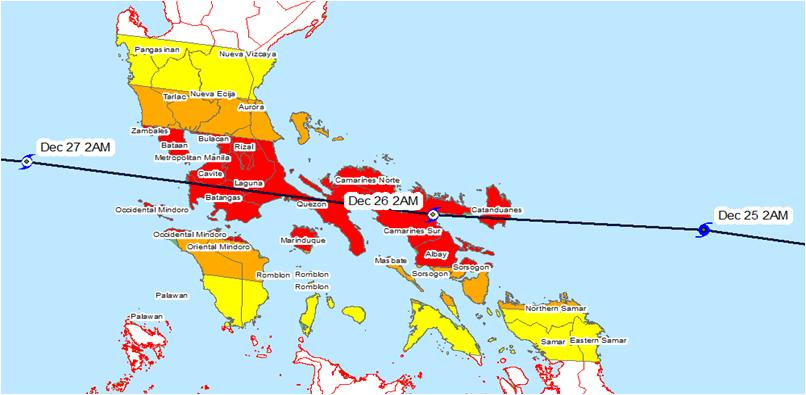 Pangasinan
Nueva Vizcaya
Tarlac
Nueva Ecija
Aurora
Zambales
Bulacan
Bataan
Rizal
Dec 27 2AM
Metropolitan Manila
Cavite
Laguna
Camarines Norte
Batangas
Quezon
Dec 26 2AM
Catanduanes
Occidental Mindoro
Dec 25 2AM
Camarines Sur
Occidental Mindoro
Marinduque
Oriental Mindoro
Albay
Masbate
Sorsogon
Romblon
Romblon
Sorsogon
Romblon
Palawan
Northern Samar
Palawan
Samar
Eastern Samar